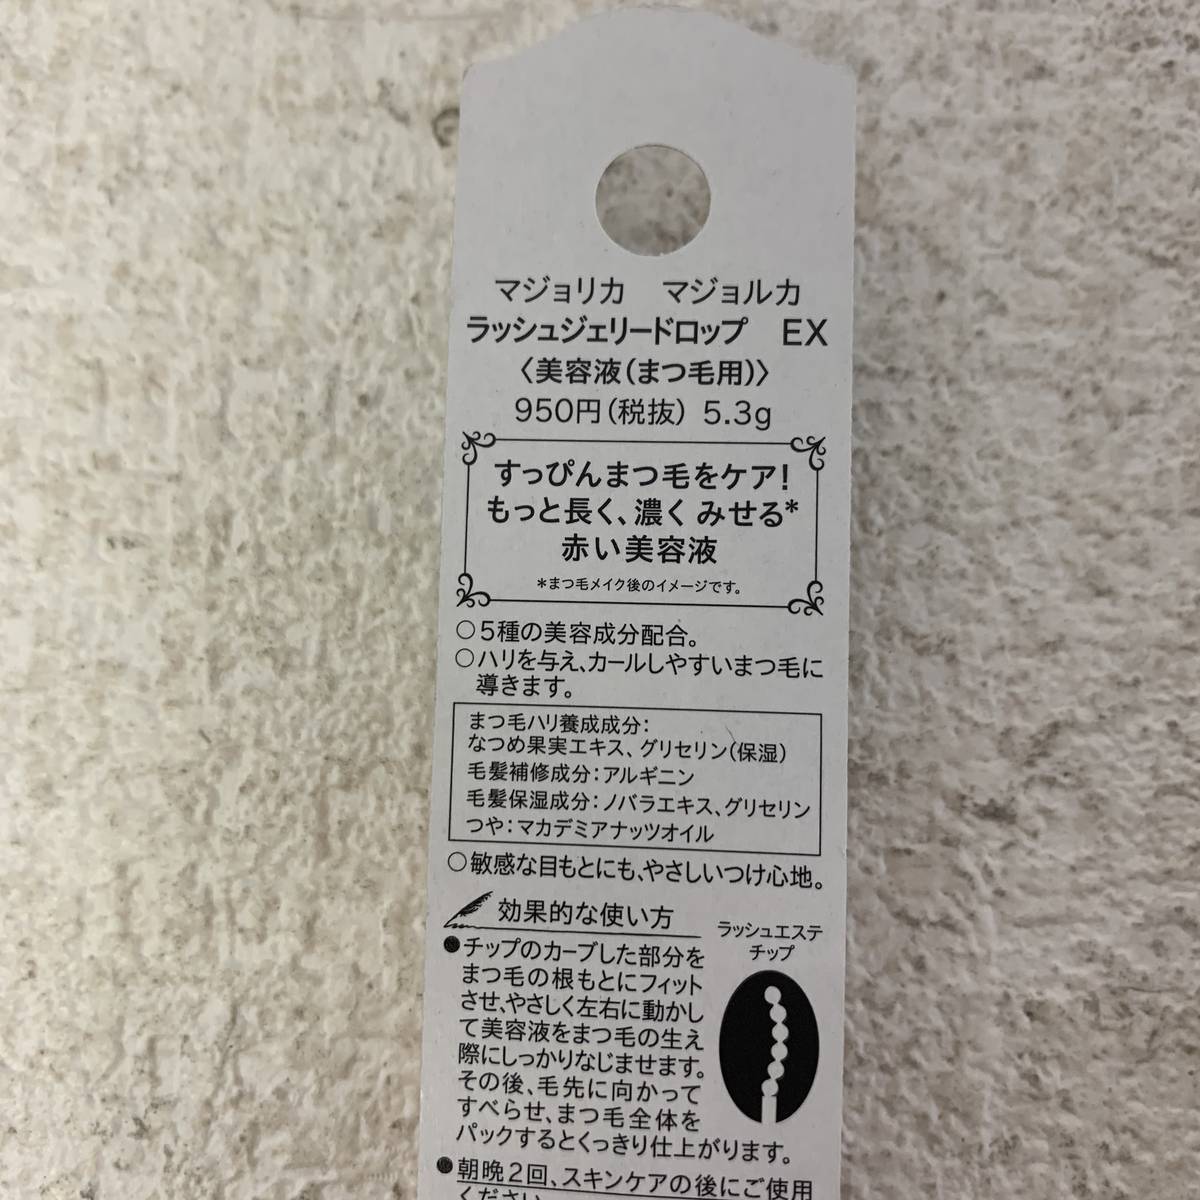 マジョリカ　マジョルカ
ラッシュジェリードロップ　EX
〈美容液(まつ毛用)〉
950円(税抜) 5.3g
すっぴんまつ毛をケア!
もっと長く、濃く みせる*
赤い美容液
*まつ毛メイク後のイメージです。
○5種の美容成分配合。
○ハリを与え、カールしやすいまつ毛に
導きます。
まつ毛ハリ養成成分：
なつめ果実エキス、グリセリン(保湿)
毛髪補修成分：アルギニン
毛髪保湿成分：ノバラエキス、グリセリン
つや：マカデミアナッツオイル
○敏感な目もとにも、やさしいつけ心地。
効果的な使い方
ラッシュエステ
チップ
●チップのカーブした部分を
まつ毛の根もとにフィット
させ、やさしく左右に動かし
て美容液をまつ毛の生え
際にしっかりなじませます。
その後、毛先に向かって
すべらせ、まつ毛全体を
パックするとくっきり仕上がります。
●朝晩2回、スキンケアの後にご使用
ください。